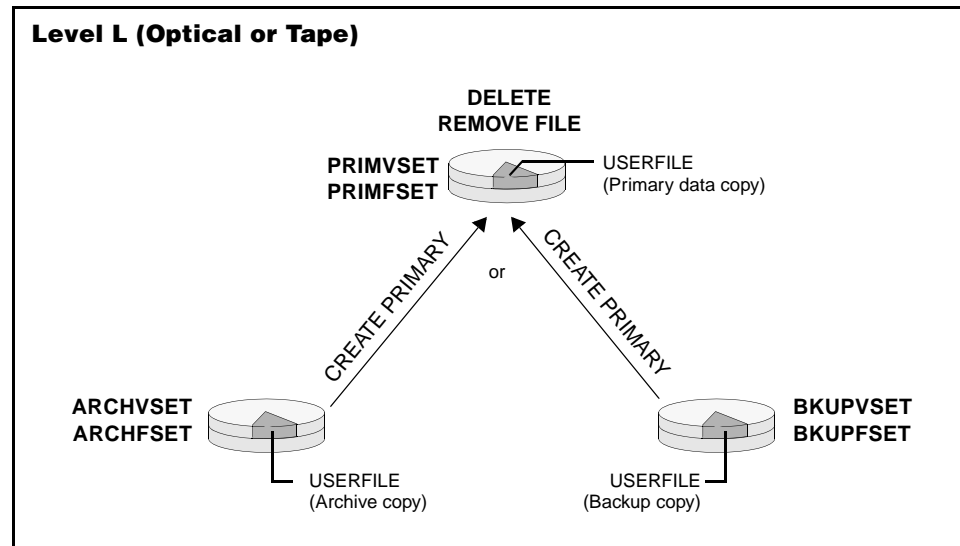 Level L (Optical or Tape)
DELETE
REMOVE FILE
PRIMVSET
PRIMFSET
USERFILE
(Primary data copy)
CREATE PRIMARY
or
CREATE PRIMARY
ARCHVSET
ARCHFSET
USERFILE
(Archive copy)
BKUPVSET
BKUPFSET
USERFILE
(Backup copy)